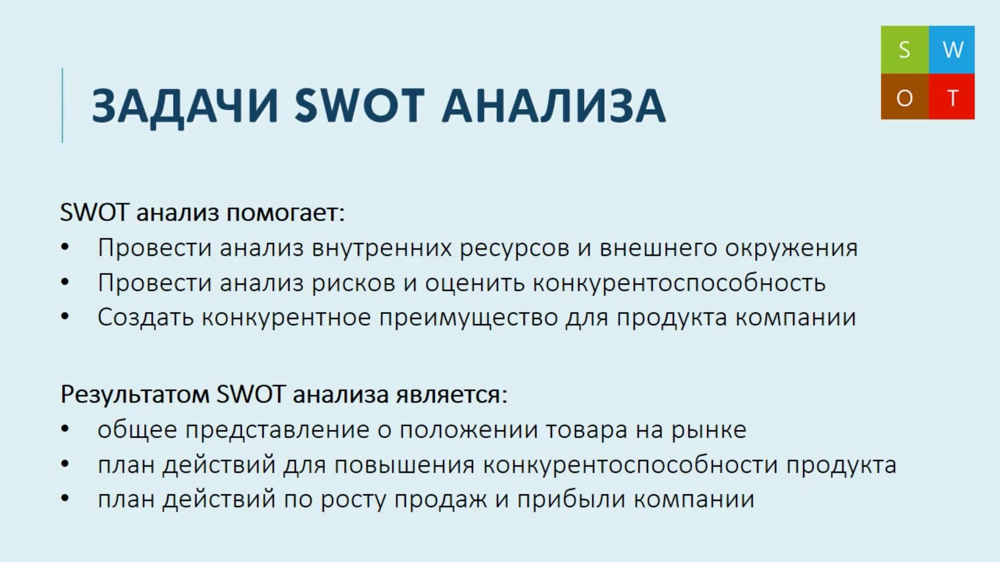 S W
O T
ЗАДАЧИ SWOT АНАЛИЗА
SWOT анализ помогает:
• Провести анализ внутренних ресурсов и внешнего окружения
• Провести анализ рисков и оценить конкурентоспособность
• Создать конкурентное преимущество для продукта компании
Результатом SWOT анализа является:
• общее представление о положении товара на рынке
• план действий для повышения конкурентоспособности продукта
• план действий по росту продаж и прибыли компании